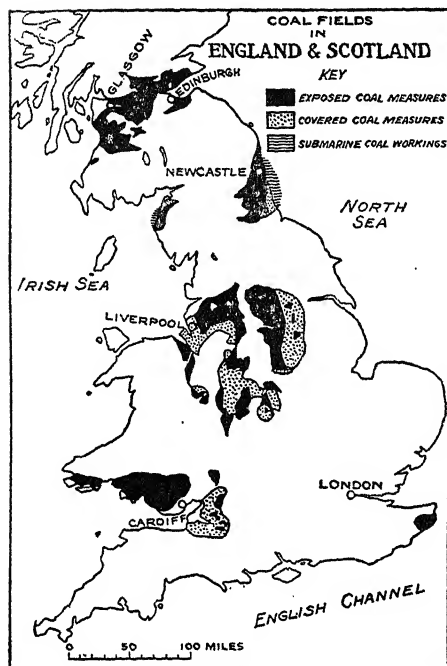 COAL FIELDS
IN
ENGLAND & SCOTLAND
KEY
EXPOSED COAL MEASURES
COVERED COAL MEASURES
SUBMARINE COAL WORKINGS
GLASGOW
EDINBURGH
NEWCASTLE
NORTH
SEA
IRISH SEA
LIVERPOOL
LONDON
CARDIFF
ENGLISH CHANNEL
0 50 100 MILES